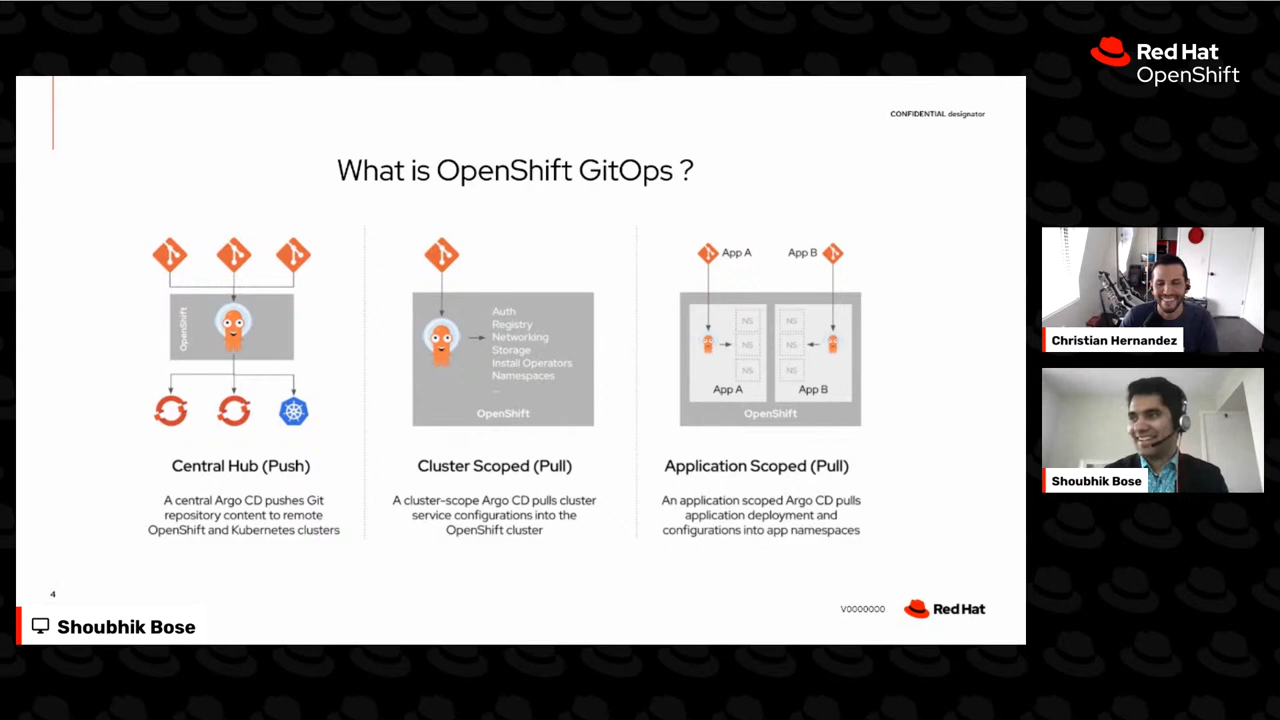 Red Hat
OpenShift
CONFIDENTIAL designator
What is OpenShift GitOps ?
OpenShift
Central Hub (Push)
A central Argo CD pushes Git
repository content to remote
OpenShift and Kubernetes clusters
Auth
Registry
Networking
Storage
Install Operators
Namespaces
...
OpenShift
Cluster Scoped (Pull)
A cluster-scope Argo CD pulls cluster
service configurations into the
OpenShift cluster
App A
App B
NS
NS
NS
NS
NS
NS
App A
App B
OpenShift
Application Scoped (Pull)
An application scoped Argo CD pulls
application deployment and
configurations into app namespaces
4
V0000000
Red Hat
Shoubhik Bose
Christian Hernandez
Shoubhik Bose